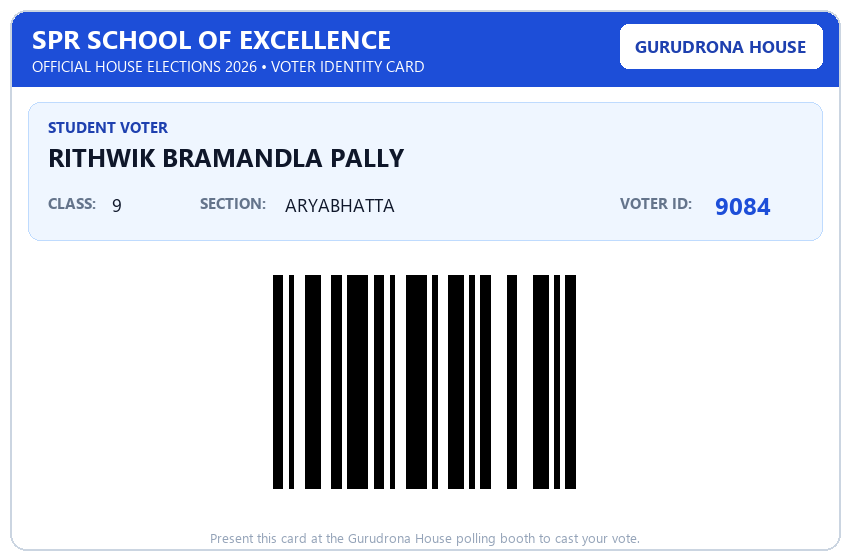 SPR SCHOOL OF EXCELLENCE
OFFICIAL HOUSE ELECTIONS 2026 • VOTER IDENTITY CARD
GURUDRONA HOUSE
STUDENT VOTER
RITHWIK BRAMANDLA PALLY
CLASS: 9 SECTION: ARYABHATTA VOTER ID: 9084
Present this card at the Gurudrona House polling booth to cast your vote.